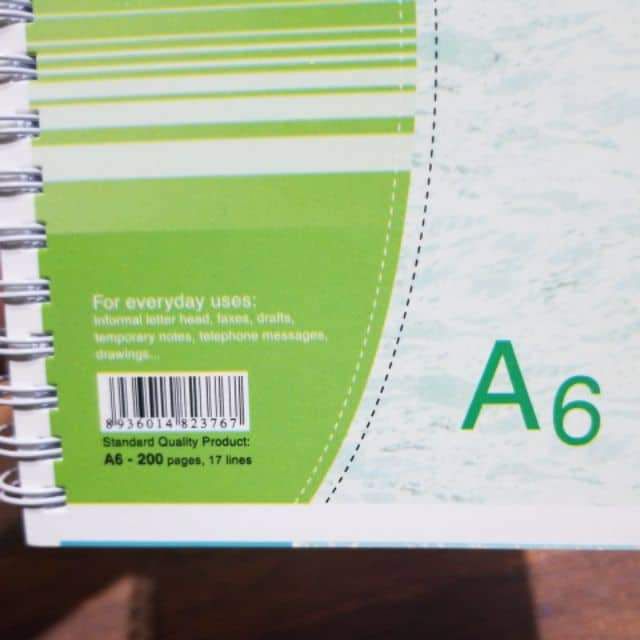 For everyday uses:
Informal letter head, faxes, drafts,
temporary notes, telephone messages,
drawings...
8 936014 823767
Standard Quality Product:
A6 - 200 pages, 17 lines
A6